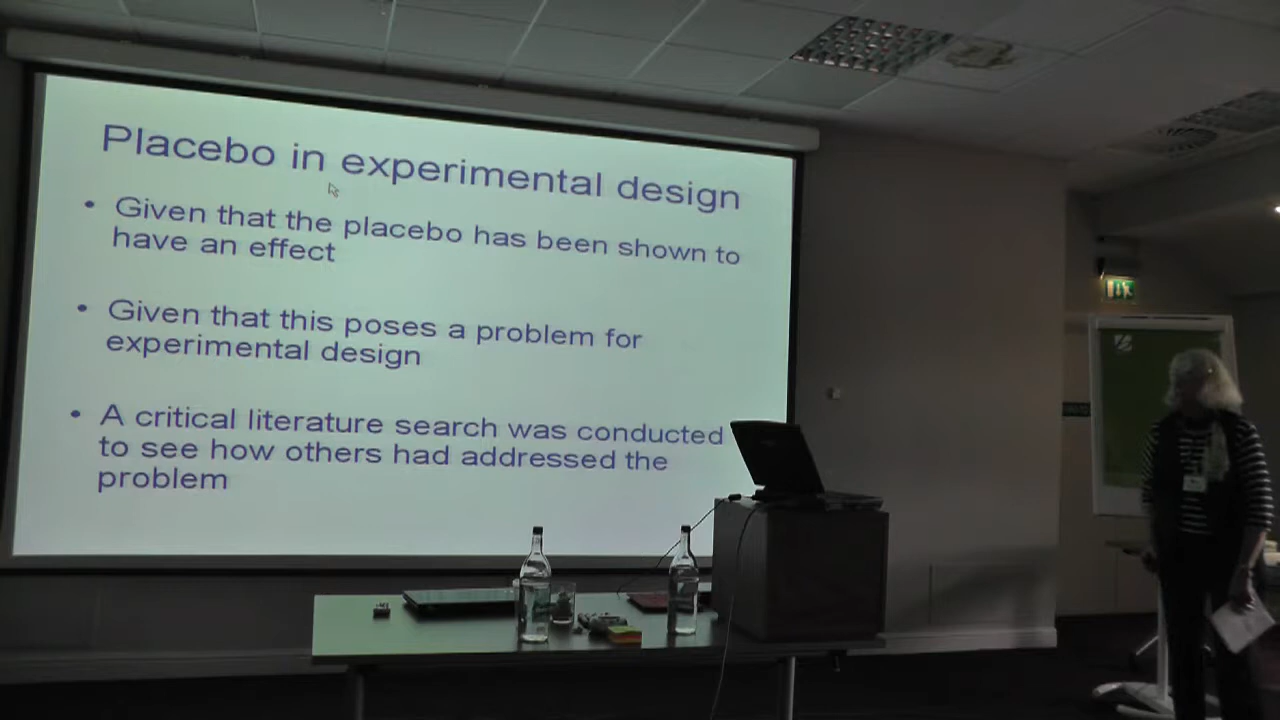 Placebo in experimental design
• Given that the placebo has been shown to
have an effect
• Given that this poses a problem for
experimental design
• A critical literature search was conducted
to see how others had addressed the
problem